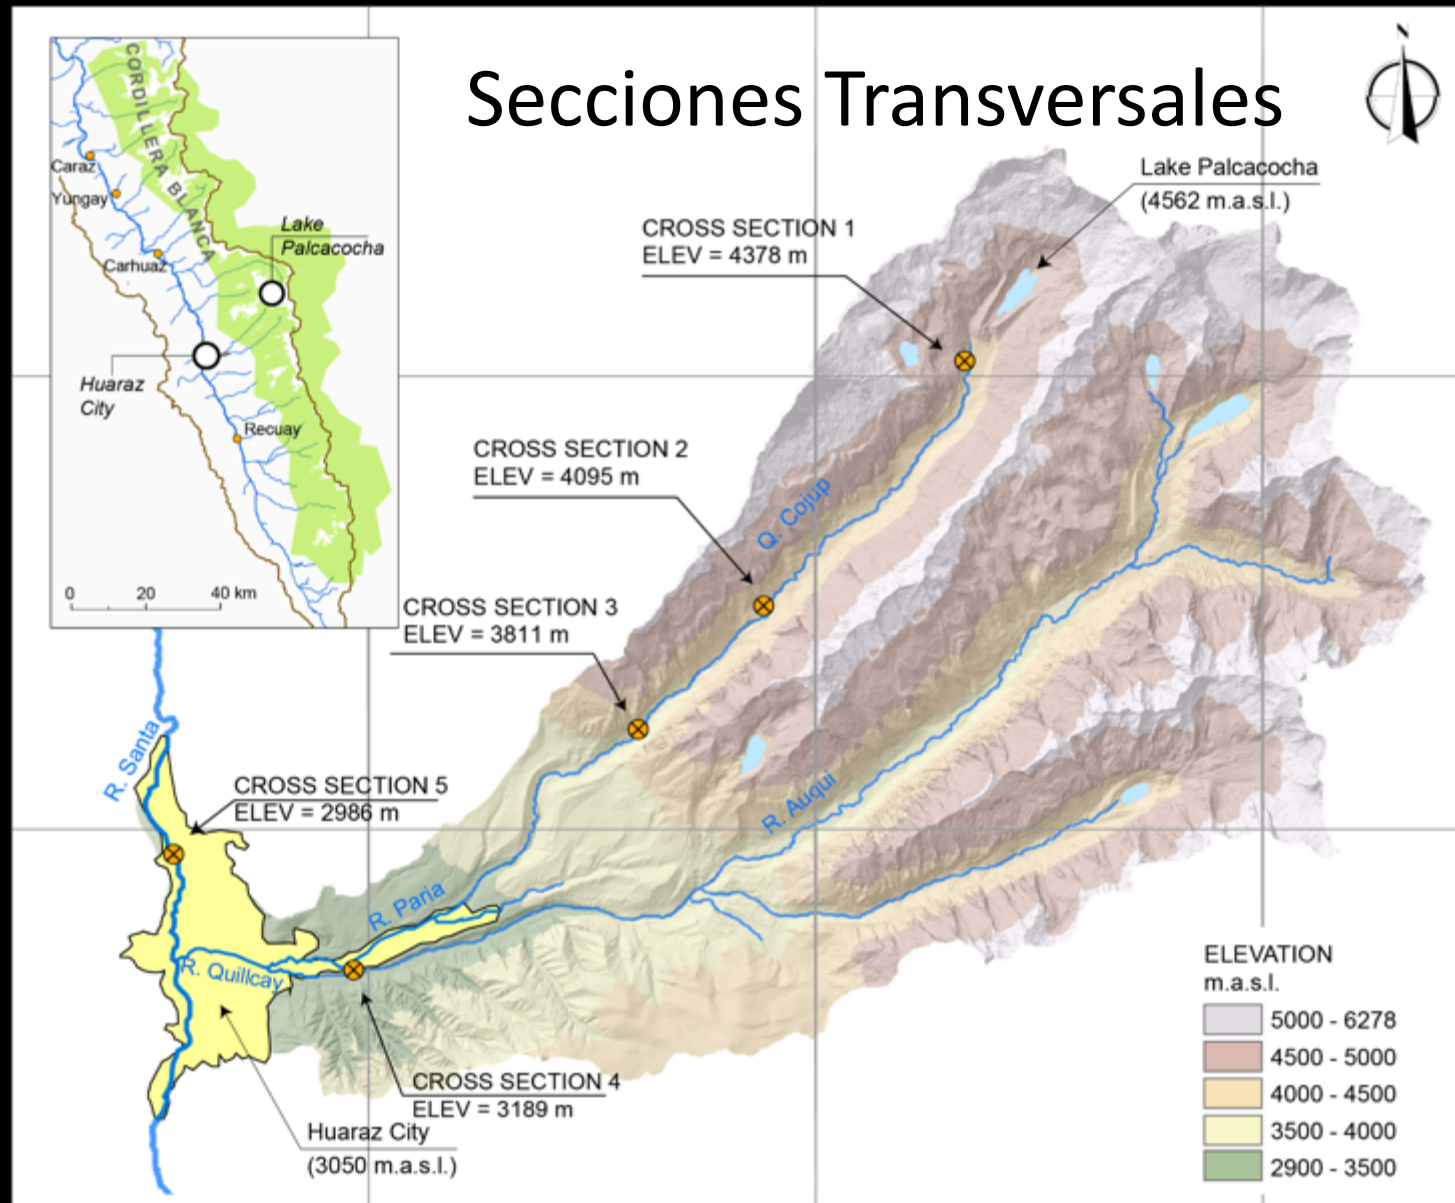 Secciones Transversales
N
CORDILLERA BLANCA
Caraz
Yungay
Carhuaz
Lake
Palcacocha
Huaraz
City
Recuay
0 20 40 km
Lake Palcacocha
(4562 m.a.s.l.)
CROSS SECTION 1
ELEV = 4378 m
CROSS SECTION 2
ELEV = 4095 m
Q. Cojup
CROSS SECTION 3
ELEV = 3811 m
R. Santa
CROSS SECTION 5
ELEV = 2986 m
R. Auqui
R. Paria
R. Quillcay
CROSS SECTION 4
ELEV = 3189 m
Huaraz City
(3050 m.a.s.l.)
ELEVATION
m.a.s.l.
5000 - 6278
4500 - 5000
4000 - 4500
3500 - 4000
2900 - 3500